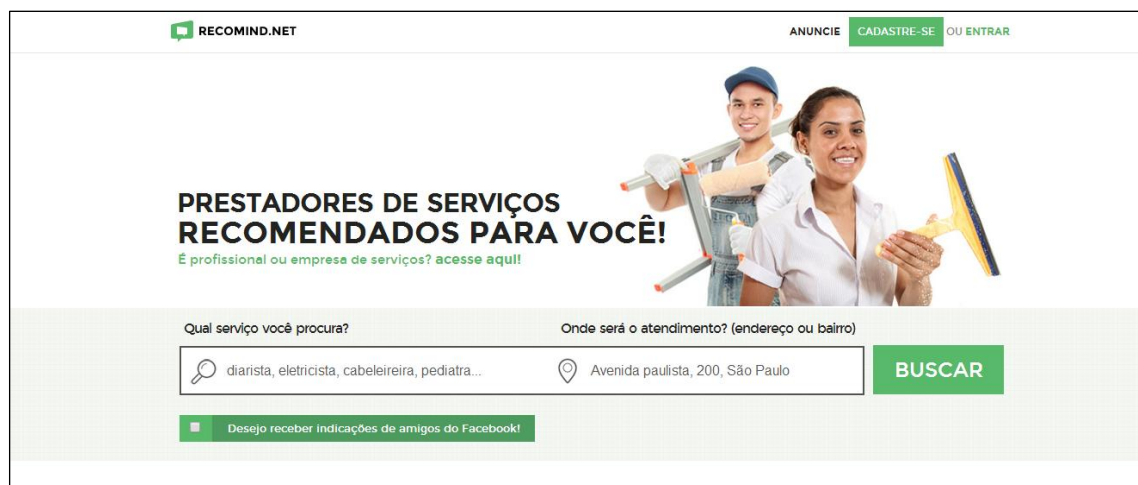 RECOMIND.NET
ANUNCIE CADASTRE-SE OU ENTRAR
PRESTADORES DE SERVIÇOS
RECOMENDADOS PARA VOCÊ!
É profissional ou empresa de serviços? acesse aqui!
Qual serviço você procura?
Onde será o atendimento? (endereço ou bairro)
diarista, eletricista, cabeleireira, pediatra...
Avenida paulista, 200, São Paulo
BUSCAR
Desejo receber indicações de amigos do Facebook!